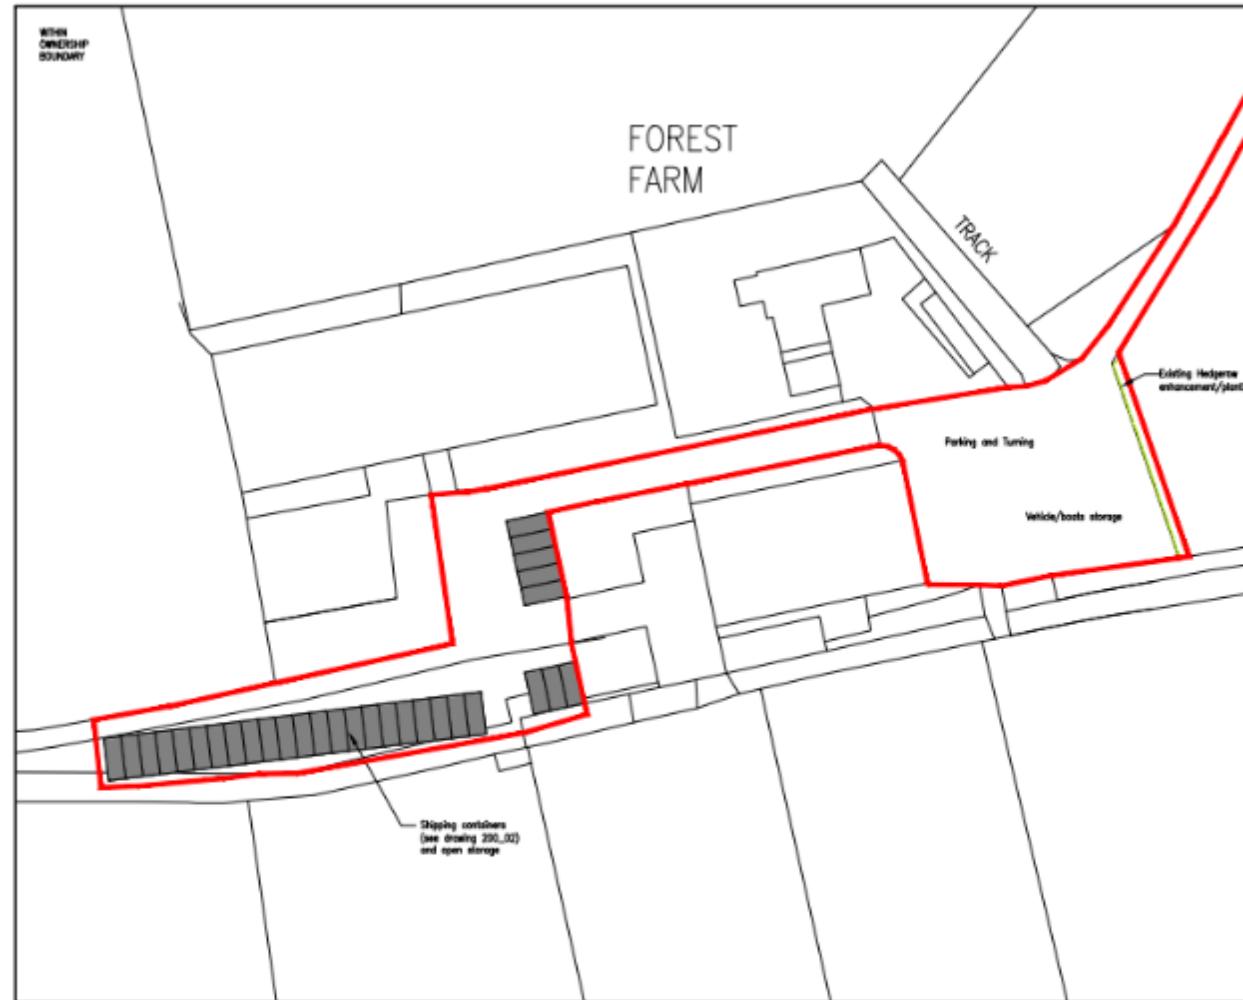 WITHIN
OWNERSHIP
BOUNDARY
FOREST
FARM
TRACK
Existing Hedgerow
Parking and Turning
Vehicle/boats storage
Shipping containers
(see drawing 200_02)
and open storage